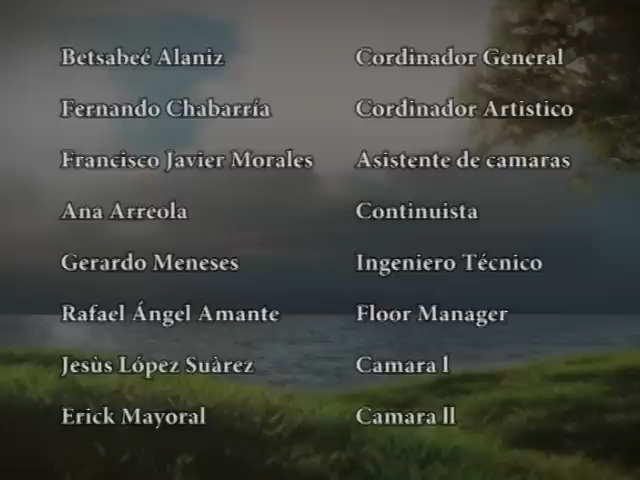 Betsabeé Alaniz Cordinador General
Fernando Chabarría Cordinador Artistico
Francisco Javier Morales Asistente de camaras
Ana Arreola Continuista
Gerardo Meneses Ingeniero Técnico
Rafael Ángel Amante Floor Manager
Jesùs López Suàrez Camara l
Erick Mayoral Camara ll